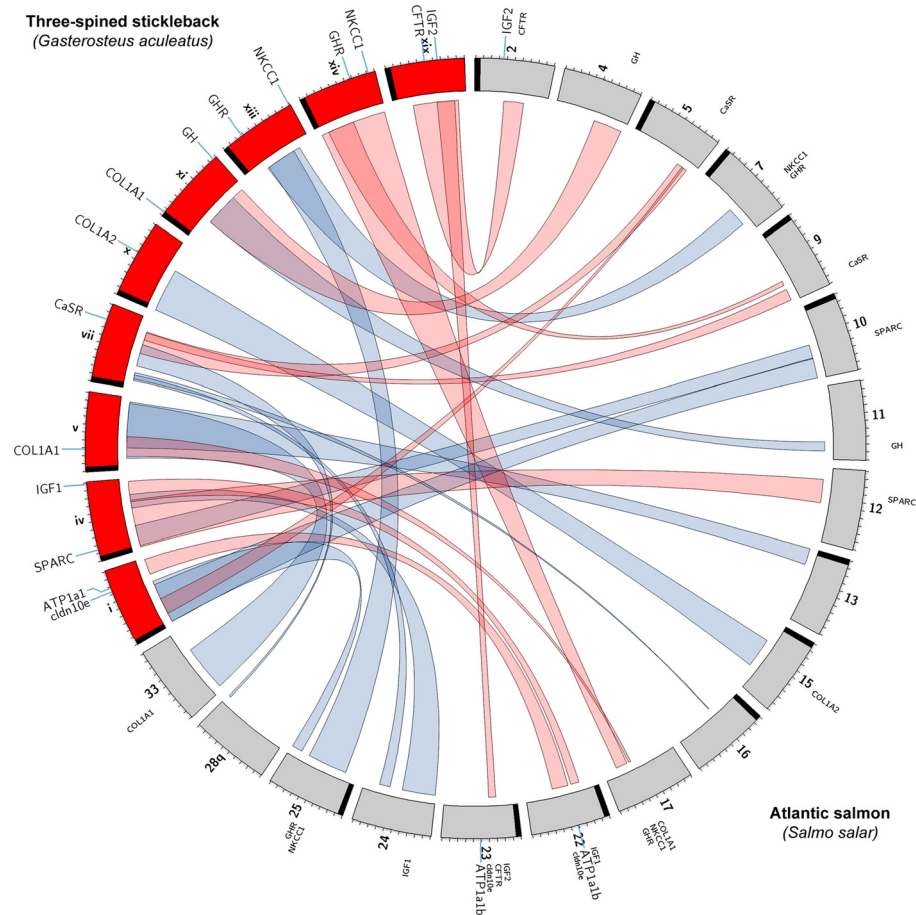 Three-spined stickleback
(Gasterosteus aculeatus)
NKCC1
GHR
xiv
IGF2
CFTR
xix
IGF2
CFTR
2
GH
4
CaSR
5
NKCC1
GHR
7
CaSR
9
SPARC
10
11
GH
12
SPARC
13
15
COL1A2
16
17
COL1A1
NKCC1
GHR
22
IGF1
ATP1a1b
cldn10e
23
IGF2
CFTR
cldn10e
ATP1a1b
24
IGF1
25
GHR
NKCC1
28q
33
COL1A1
i
ATP1a1
cldn10e
iv
IGF1
SPARC
v
COL1A1
vii
CaSR
x
COL1A2
xi
COL1A1
GH
xiii
GHR
NKCC1
Atlantic salmon
(Salmo salar)